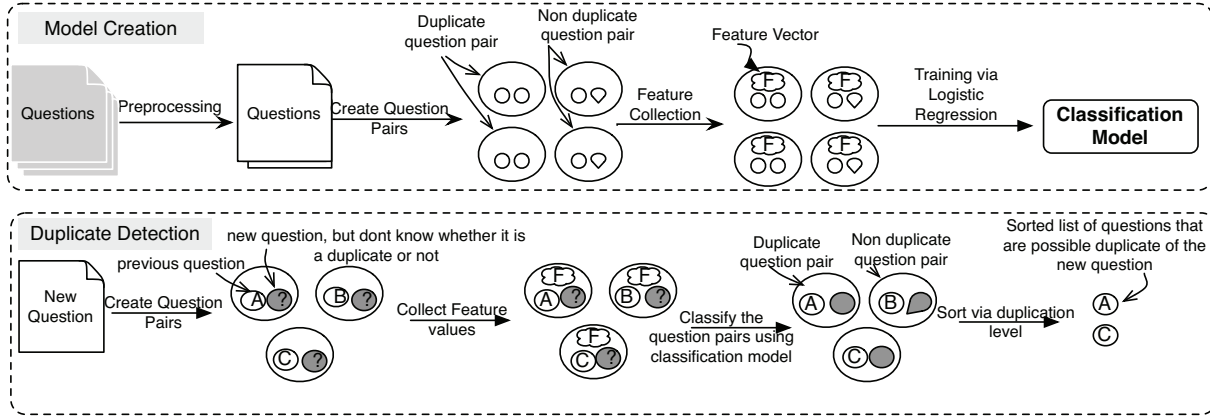 Model Creation
Questions
Preprocessing
Questions
Create Question
Pairs
Duplicate
question pair
Non duplicate
question pair
Feature
Collection
Feature Vector
F
F
F
F
Training via
Logistic
Regression
Classification
Model
Duplicate Detection
New
Question
previous question
new question, but dont know whether it is
a duplicate or not
Create Question
Pairs
A ?
B ?
C ?
Collect Feature
values
F
A ?
F
B ?
F
C ?
Classify the
question pairs using
classification model
Duplicate
question pair
Non duplicate
question pair
A
B
C
Sort via duplication
level
Sorted list of questions that
are possible duplicate of the
new question
A
C